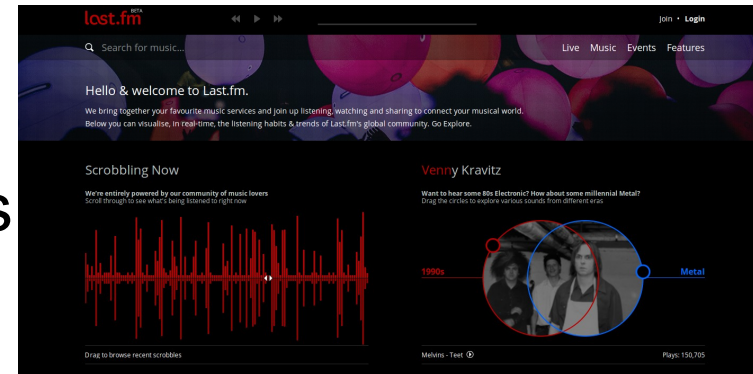 last.fm BETA
Join • Login
Search for music...
Live Music Events Features
Hello & welcome to Last.fm.
We bring together your favourite music services and join up listening, watching and sharing to connect your musical world.
Below you can visualise, in real-time, the listening habits & trends of Last.fm's global community. Go Explore.
Scrobbling Now
We're entirely powered by our community of music lovers
Scroll through to see what's being listened to right now
Drag to browse recent scrobbles
Venny Kravitz
Want to hear some 80s Electronic? How about some millennial Metal?
Drag the circles to explore various sounds from different eras
1990s
Metal
Melvins - Teet
Plays: 150,705
s